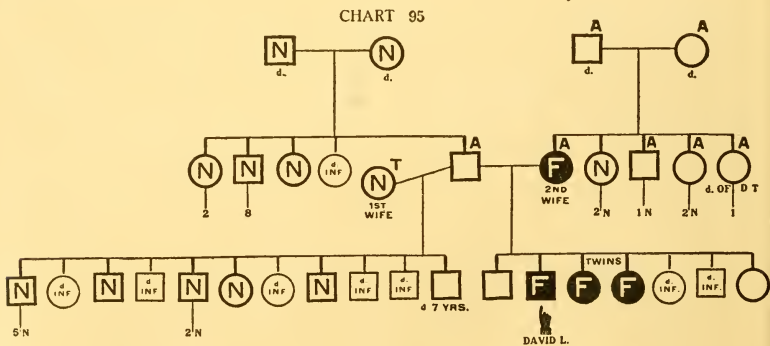 CHART 95
A A
N N
d. d. d. d.
A A A A A
N N N d INF N T F N
1ST WIFE 2ND WIFE d. OF D T
2 8 2 N 1 N 2 N 1
TWINS
N d INF N d INF N N d INF N d INF d. INF F F F d INF. d. INF.
d 7 YRS.
5 N 2 N
DAVID L.